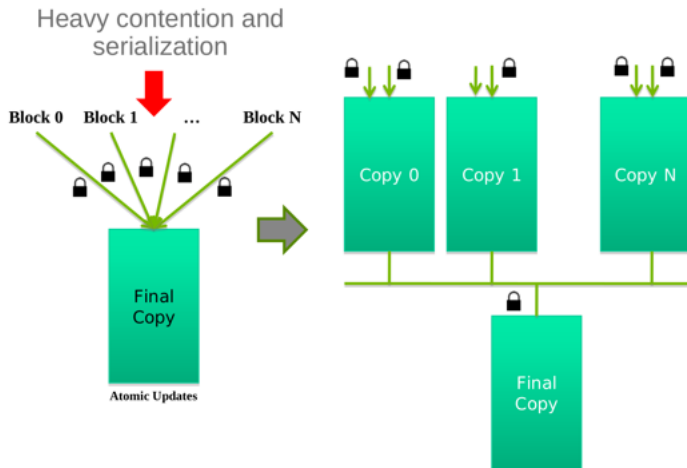 Heavy contention and
serialization
Block 0 Block 1 … Block N
Final
Copy
Atomic Updates
Copy 0 Copy 1 Copy N
Final
Copy